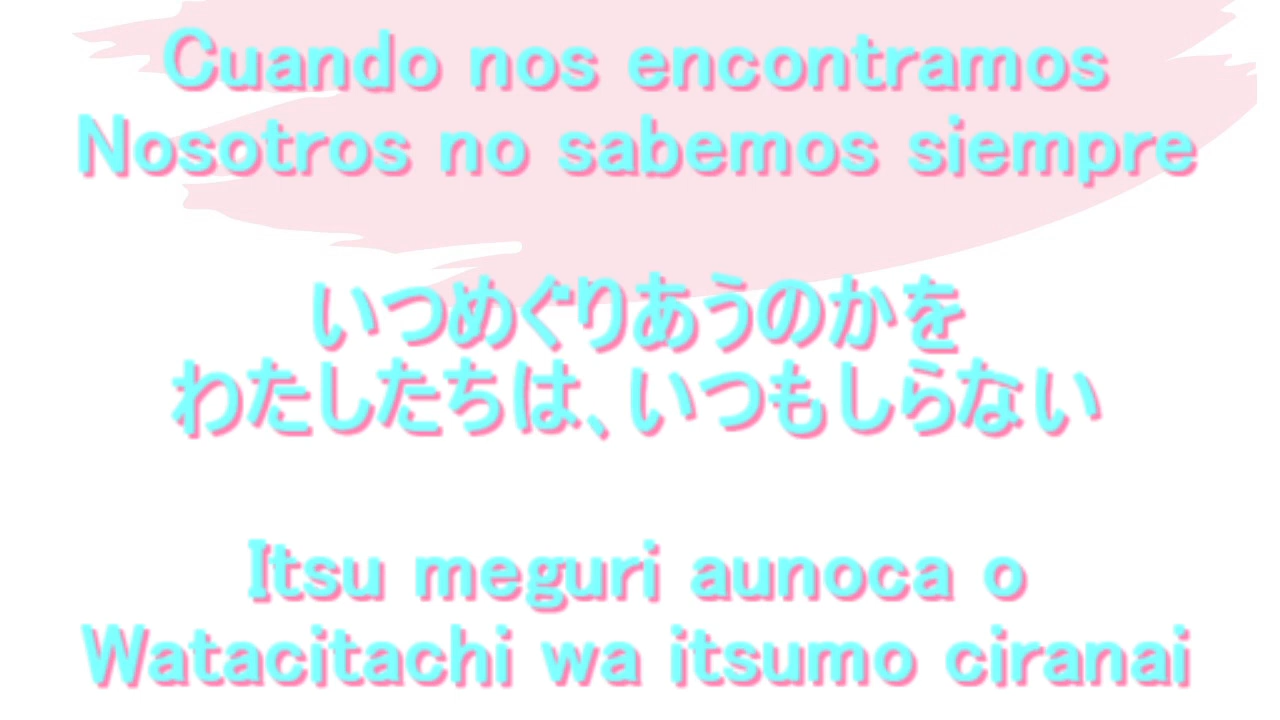 Cuando nos encontramos
Nosotros no sabemos siempre
いつめぐりあうのかを
わたしたちは、いつもしらない
Itsu meguri aunoca o
Watacitachi wa itsumo ciranai